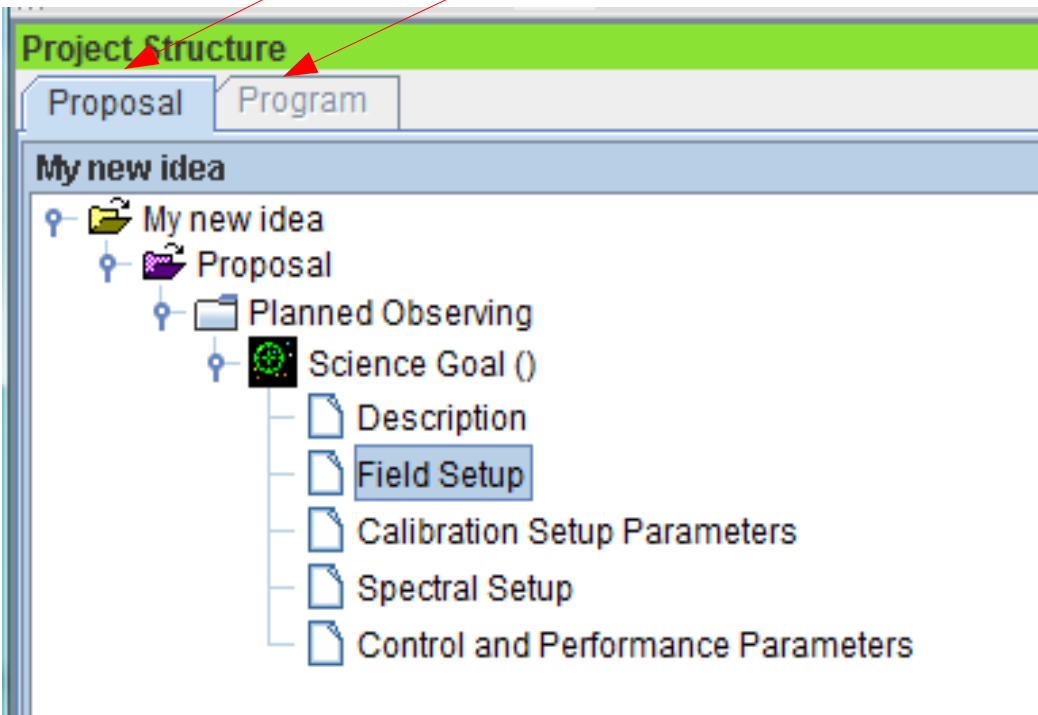 Project Structure
Proposal Program
My new idea
My new idea
Proposal
Planned Observing
Science Goal ()
Description
Field Setup
Calibration Setup Parameters
Spectral Setup
Control and Performance Parameters